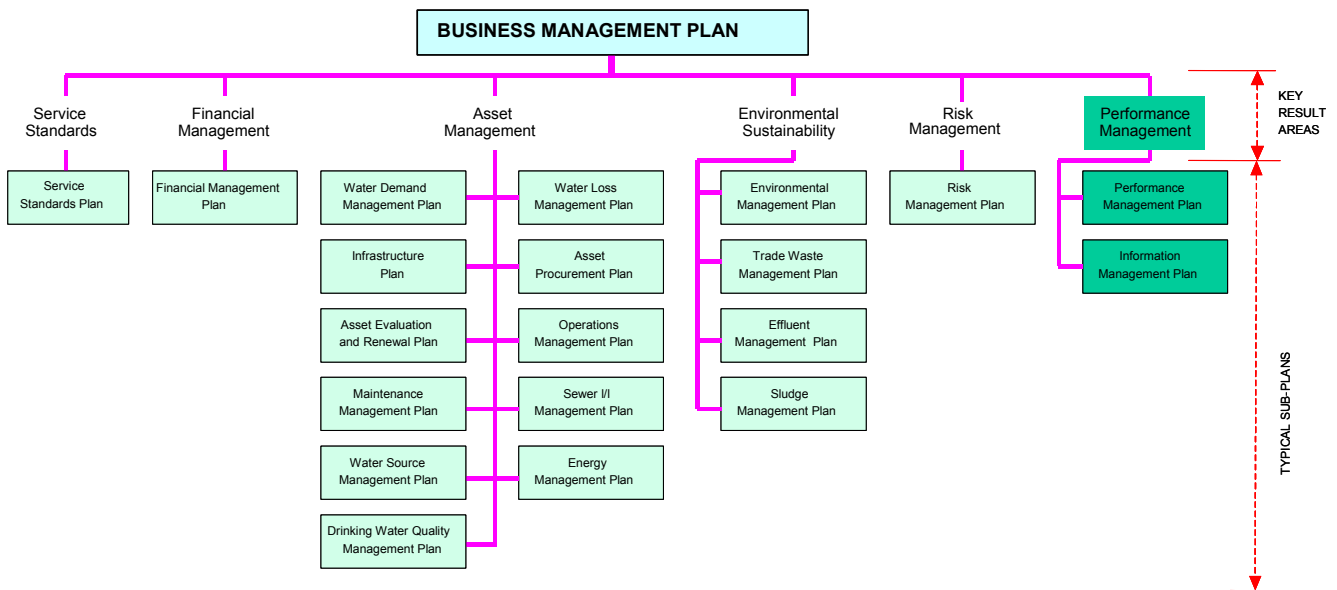 BUSINESS MANAGEMENT PLAN
Service
Standards
Financial
Management
Asset
Management
Environmental
Sustainability
Risk
Management
Performance
Management
KEY
RESULT
AREAS
Service
Standards Plan
Financial Management
Plan
Water Demand
Management Plan
Water Loss
Management Plan
Environmental
Management Plan
Risk
Management Plan
Performance
Management Plan
Infrastructure
Plan
Asset
Procurement Plan
Trade Waste
Management Plan
Information
Management Plan
Asset Evaluation
and Renewal Plan
Operations
Management Plan
Effluent
Management Plan
Maintenance
Management Plan
Sewer I/I
Management Plan
Sludge
Management Plan
Water Source
Management Plan
Energy
Management Plan
Drinking Water Quality
Management Plan
TYPICAL SUB-PLANS